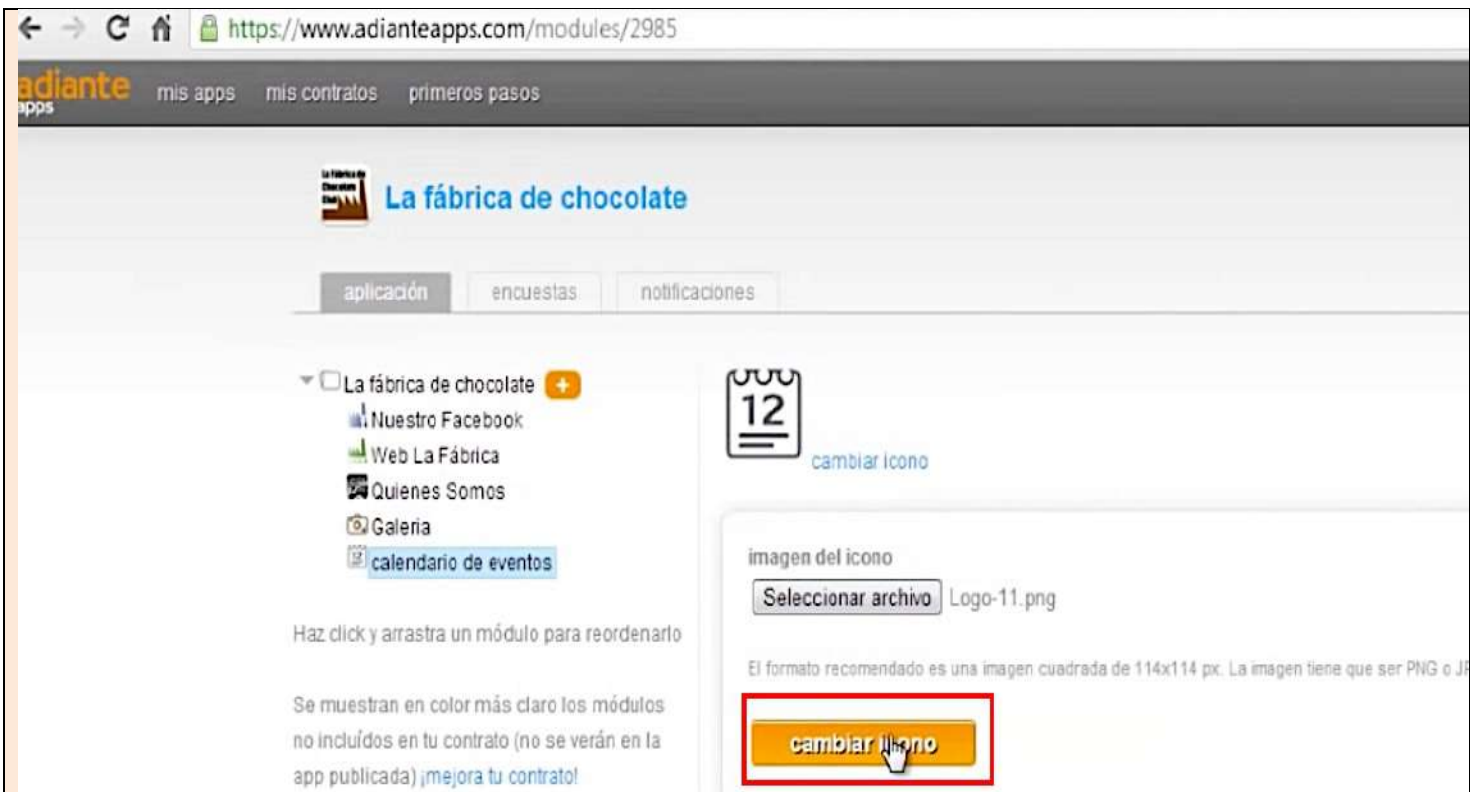 https://www.adianteapps.com/modules/2985
adiante
apps
mis apps mis contratos primeros pasos
La fábrica de chocolate
aplicación encuestas notificaciones
La fábrica de chocolate +
Nuestro Facebook
Web La Fábrica
Quienes Somos
Galeria
calendario de eventos
Haz click y arrastra un módulo para reordenarlo
Se muestran en color más claro los módulos
no incluídos en tu contrato (no se verán en la
app publicada) ¡mejora tu contrato!
12
cambiar icono
imagen del icono
Seleccionar archivo Logo-11.png
El formato recomendado es una imagen cuadrada de 114x114 px. La imagen tiene que ser PNG o
cambiar icono